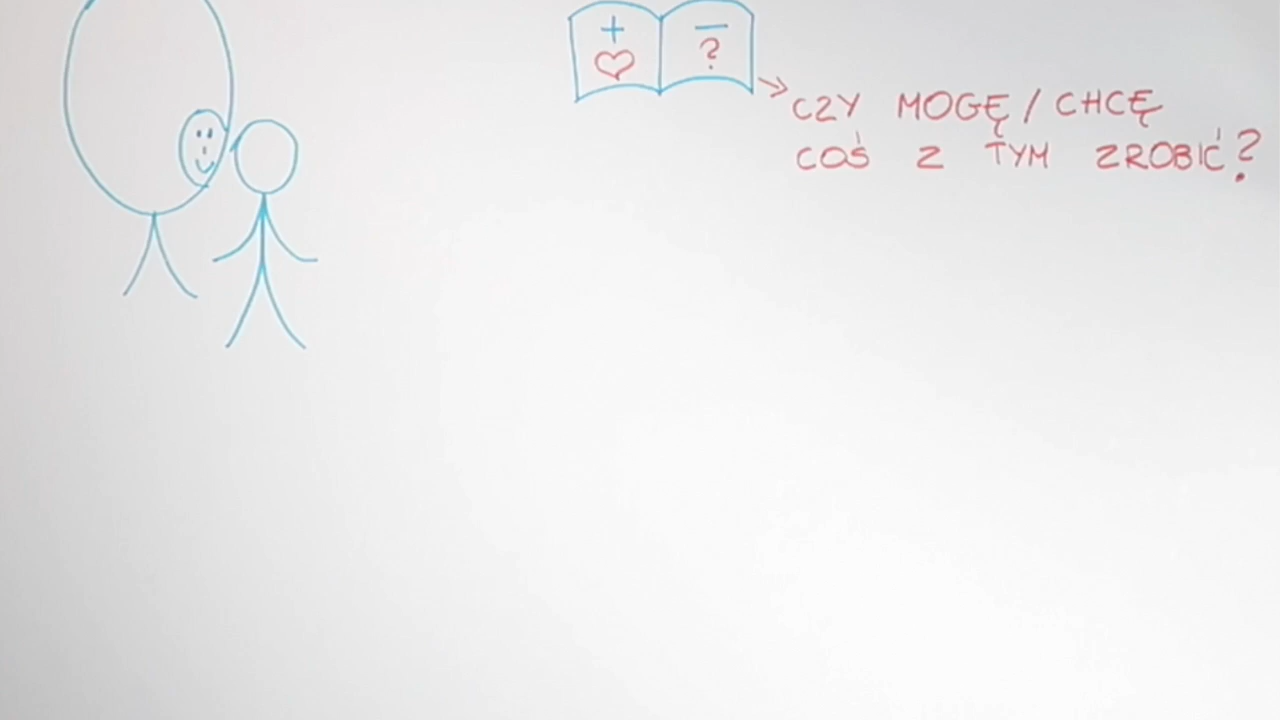 + –
?
CZY MOGĘ/CHCĘ
COŚ Z TYM ZROBIĆ?